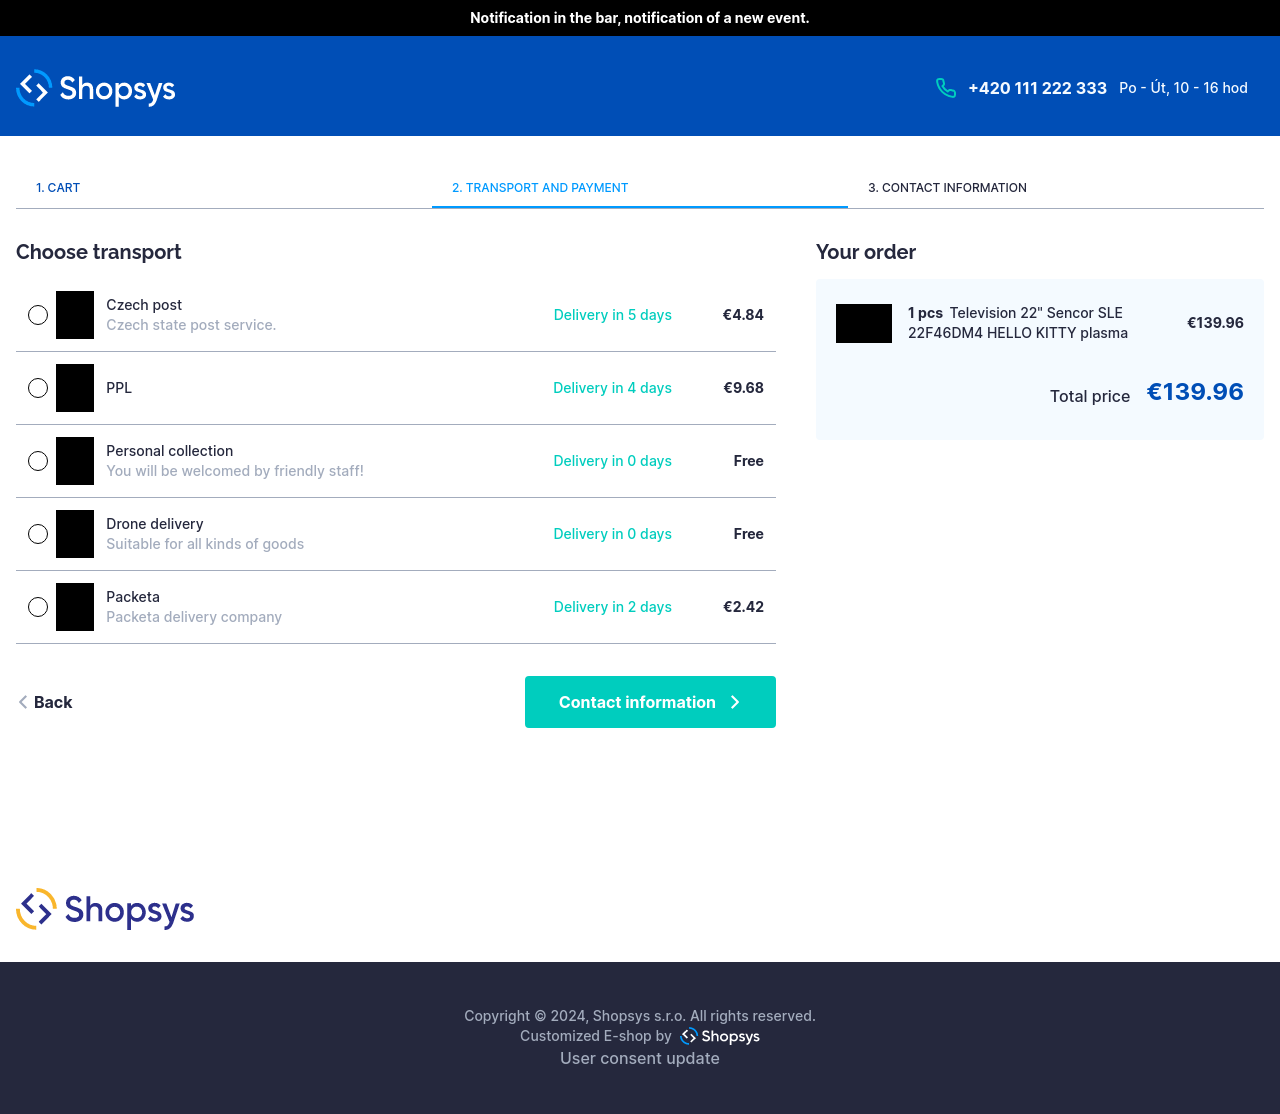 Notification in the bar, notification of a new event.
Shopsys
+420 111 222 333 Po - Út, 10 - 16 hod
1. CART
2. TRANSPORT AND PAYMENT
3. CONTACT INFORMATION
Choose transport
Czech post
Czech state post service.
Delivery in 5 days
€4.84
PPL
Delivery in 4 days
€9.68
Personal collection
You will be welcomed by friendly staff!
Delivery in 0 days
Free
Drone delivery
Suitable for all kinds of goods
Delivery in 0 days
Free
Packeta
Packeta delivery company
Delivery in 2 days
€2.42
Back
Contact information
Your order
1 pcs Television 22" Sencor SLE
22F46DM4 HELLO KITTY plasma
€139.96
Total price €139.96
Shopsys
Copyright © 2024, Shopsys s.r.o. All rights reserved.
Customized E-shop by Shopsys
User consent update